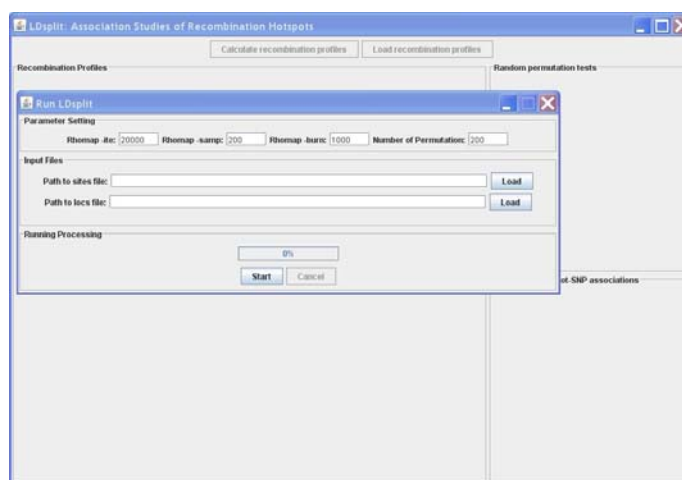 LDsplit: Association Studies of Recombination Hotspots
Calculate recombination profiles Load recombination profiles
Recombination Profiles Random permutation tests
Run LDsplit
Parameter Setting
Rhomap -ite: 20000 Rhomap -samp: 200 Rhomap -burn: 1000 Number of Permutation: 200
Input Files
Path to sites file: Load
Path to locs file: Load
Running Processing
0%
Start Cancel
ot-SNP associations